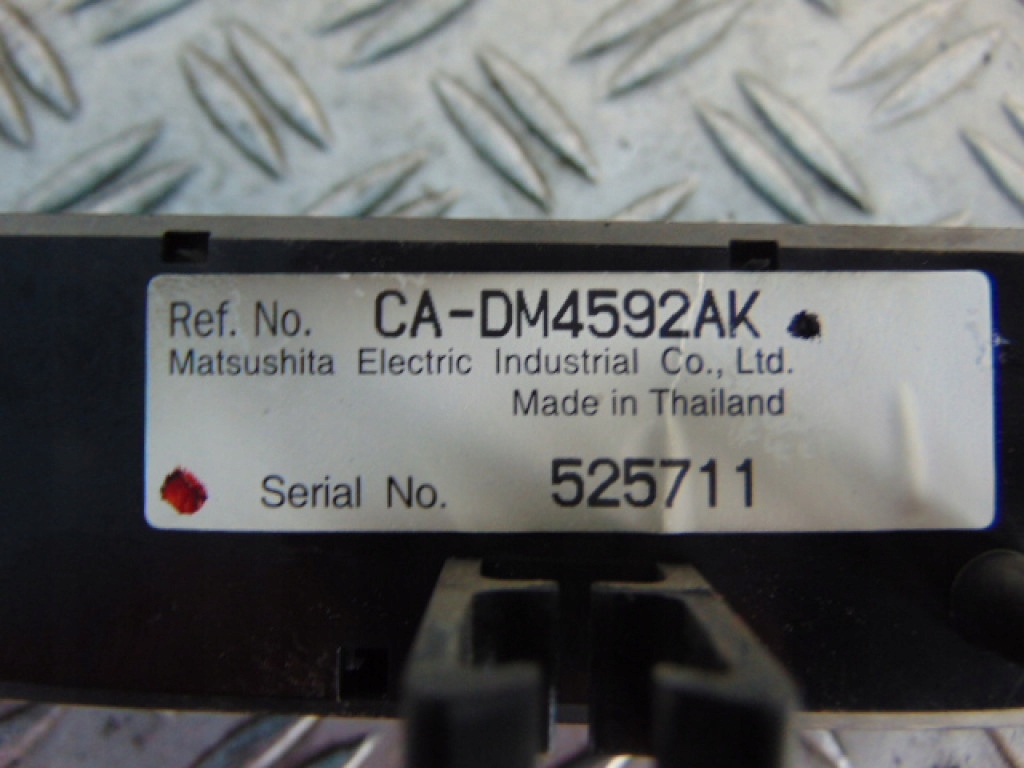 Ref. No. CA-DM4592AK
Matsushita Electric Industrial Co., Ltd.
Made in Thailand
Serial No. 525711